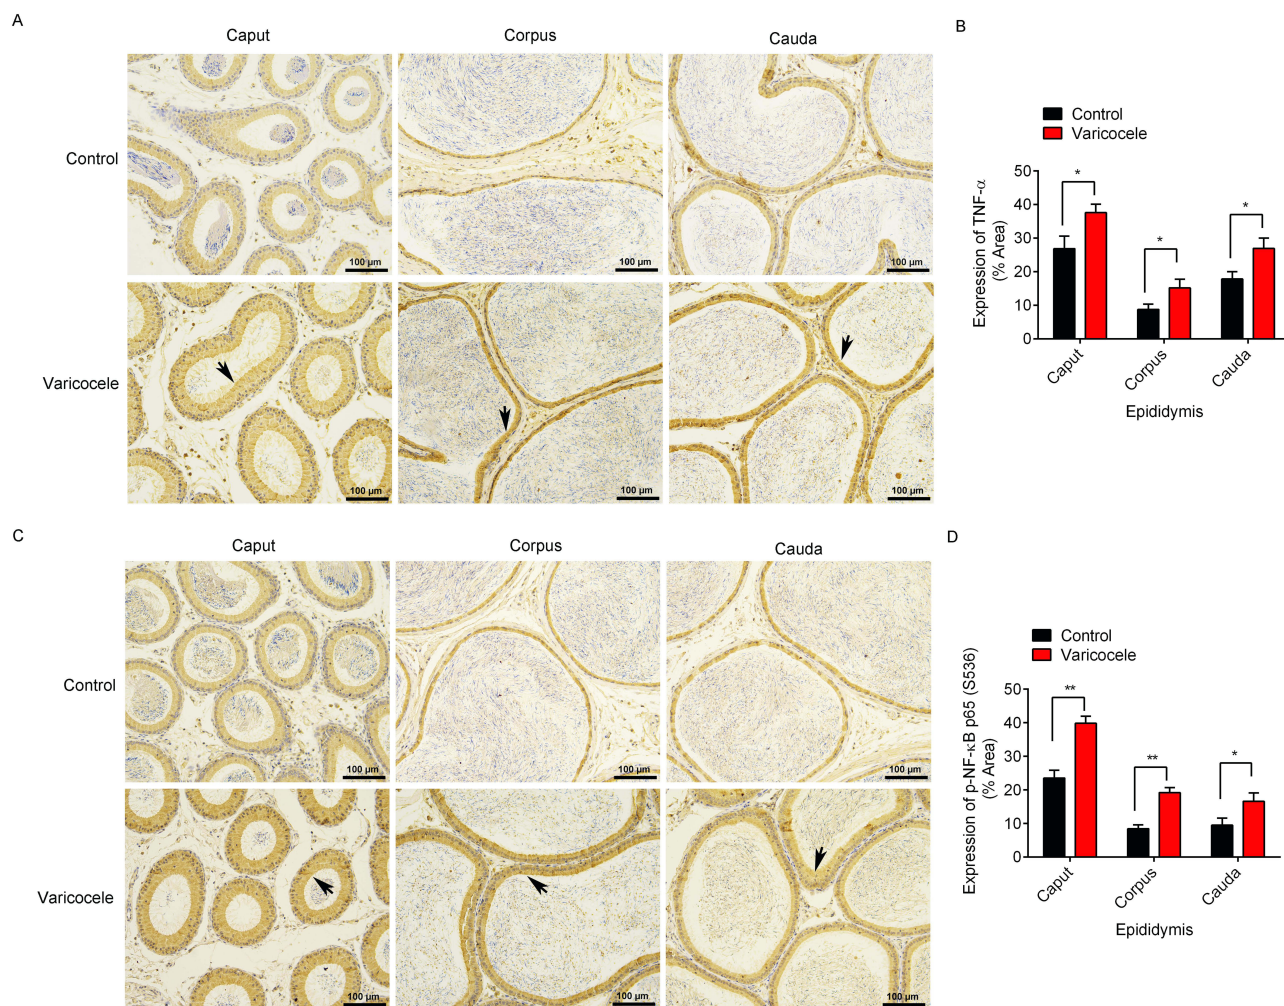 A
Caput
Corpus
Cauda
Control
100 µm
100 µm
100 µm
Varicocele
100 µm
100 µm
100 µm
B
Control
Varicocele
Expression of TNF-α
(% Area)
50
40
30
20
10
0
*
*
*
Caput
Corpus
Cauda
Epididymis
C
Caput
Corpus
Cauda
Control
100 µm
100 µm
100 µm
Varicocele
100 µm
100 µm
100 µm
D
Control
Varicocele
Expression of p-NF-κB p65 (S536)
(% Area)
50
40
30
20
10
0
**
**
*
Caput
Corpus
Cauda
Epididymis